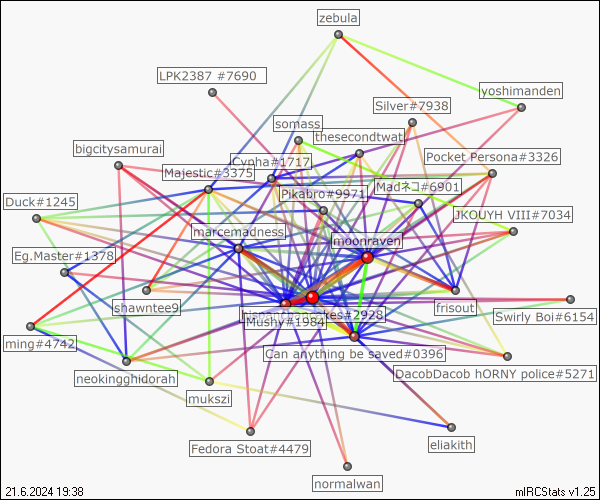 zebula
LPK2387 #7690
yoshimanden
Silver#7938
somass
thesecondtwat
bigcitysamurai
Cypha#1717
Pocket Persona#3326
Majestic#3375
Pikabro#9971
Madネコ#6901
Duck#1245
JKOUYH VIII#7034
marcemadness
moonraven
Eg.Master#1378
shawntee9
frisout
Mushy#1984
kes#2928
Swirly Boi#6154
ming#4742
Can anything be saved#0396
neokingghidorah
DacobDacob hORNY police#5271
mukszi
Fedora Stoat#4479
eliakith
normalwan
21.6.2024 19:38
mIRCStats v1.25